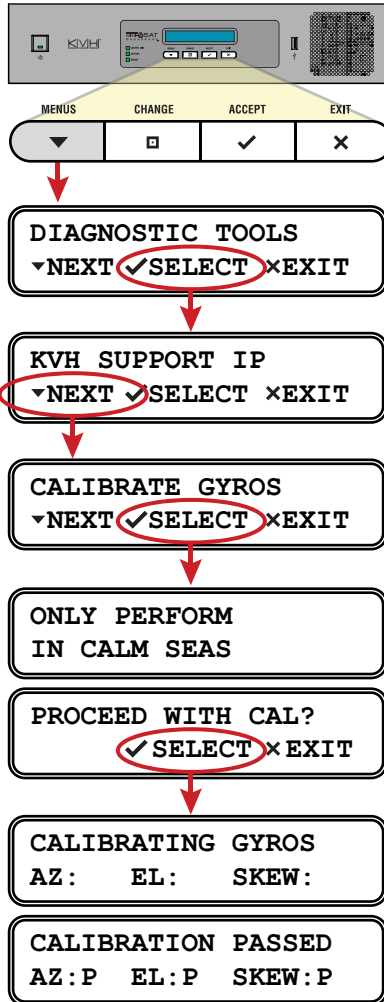 KVH
MENUS CHANGE ACCEPT EXIT
DIAGNOSTIC TOOLS
▾NEXT ✓SELECT ×EXIT
KVH SUPPORT IP
▾NEXT ✓SELECT ×EXIT
CALIBRATE GYROS
▾NEXT ✓SELECT ×EXIT
ONLY PERFORM
IN CALM SEAS
PROCEED WITH CAL?
✓SELECT ×EXIT
CALIBRATING GYROS
AZ: EL: SKEW:
CALIBRATION PASSED
AZ:P EL:P SKEW:P